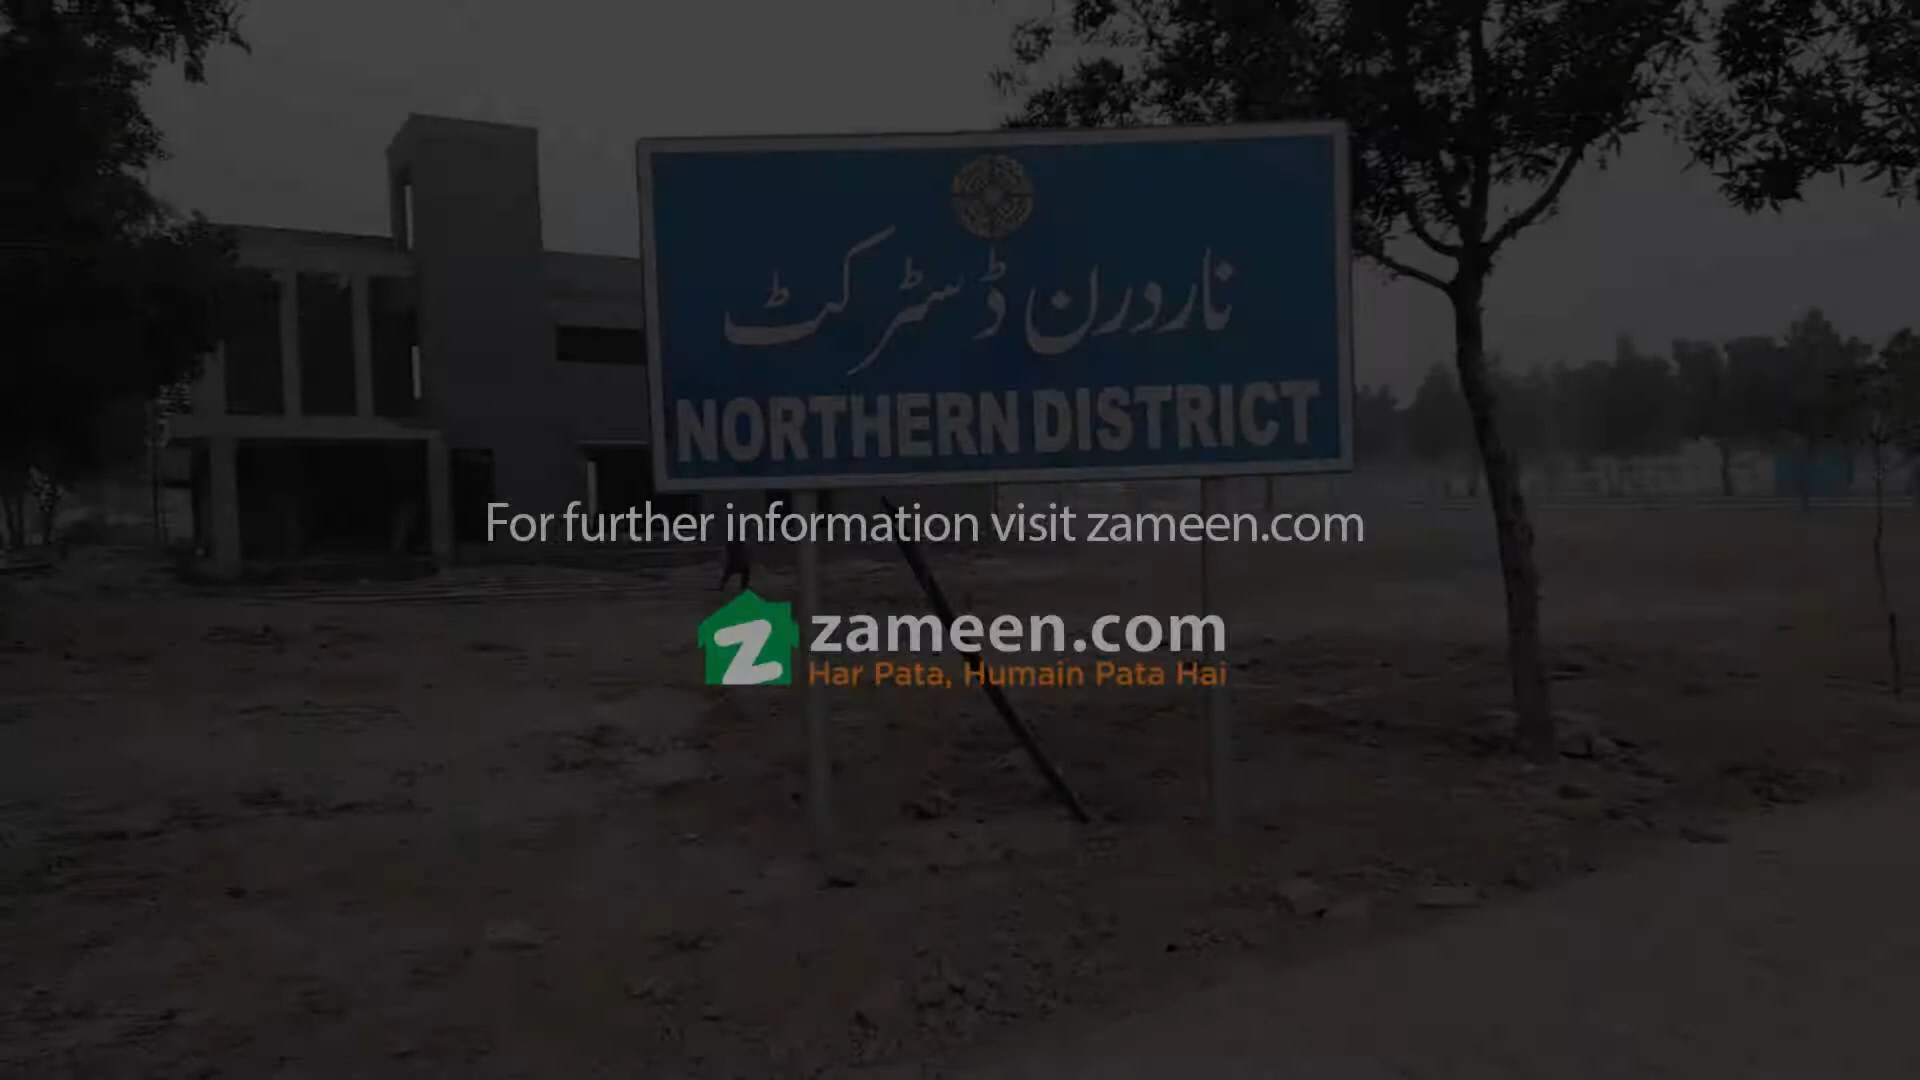 ناردرن ڈسٹرکٹ
NORTHERN DISTRICT
For further information visit zameen.com
zameen.com
Har Pata, Humain Pata Hai